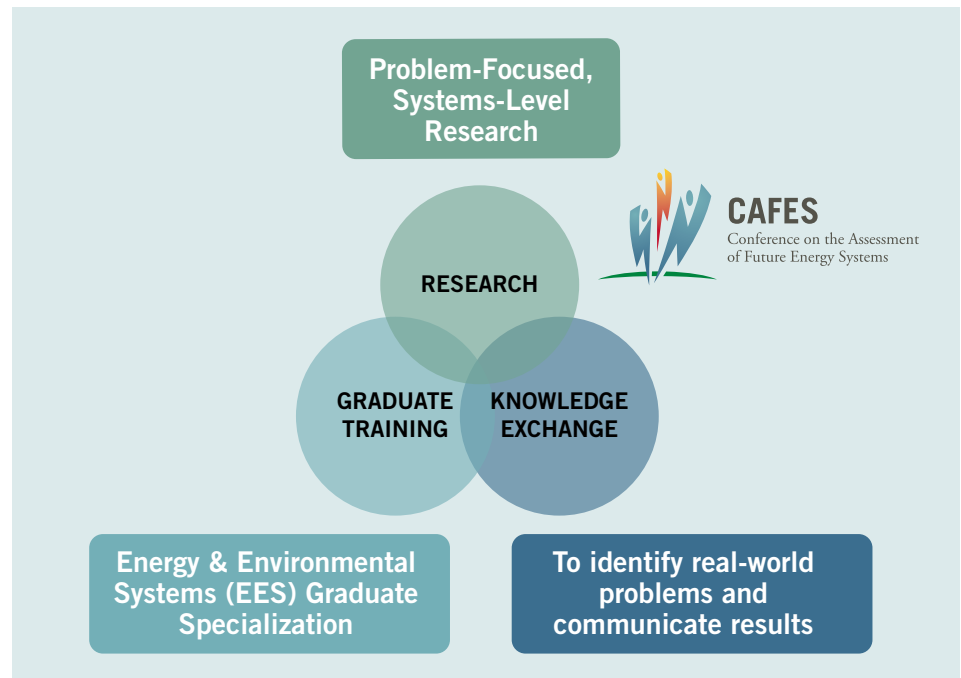 Problem-Focused,
Systems-Level
Research
CAFES
Conference on the Assessment
of Future Energy Systems
RESEARCH
GRADUATE
TRAINING
KNOWLEDGE
EXCHANGE
Energy & Environmental
Systems (EES) Graduate
Specialization
To identify real-world
problems and
communicate results